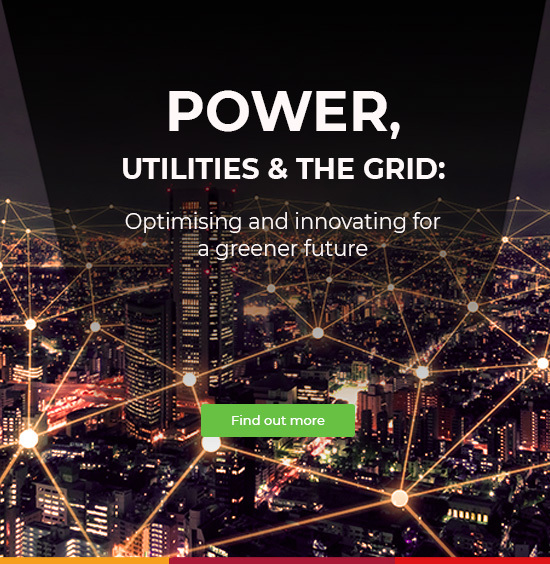 POWER,
UTILITIES & THE GRID:
Optimising and innovating for
a greener future
Find out more